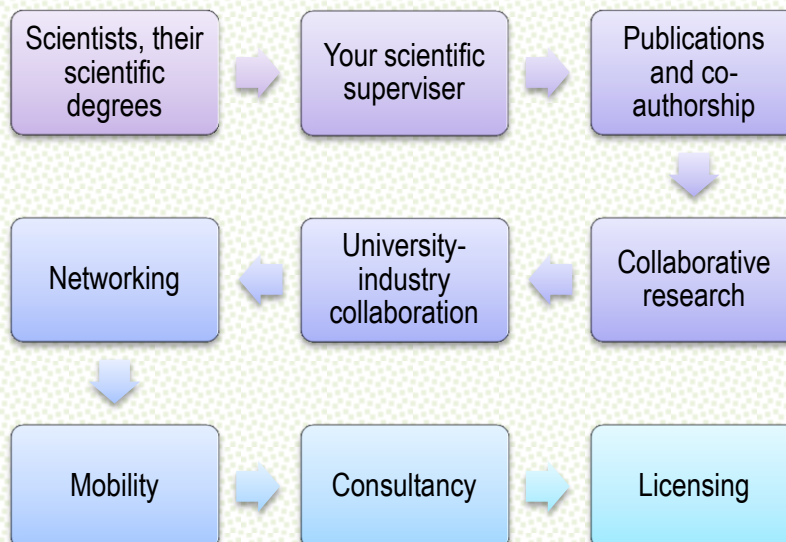 Scientists, their
scientific
degrees
Your scientific
superviser
Publications
and co-
authorship
Collaborative
research
University-
industry
collaboration
Networking
Mobility
Consultancy
Licensing